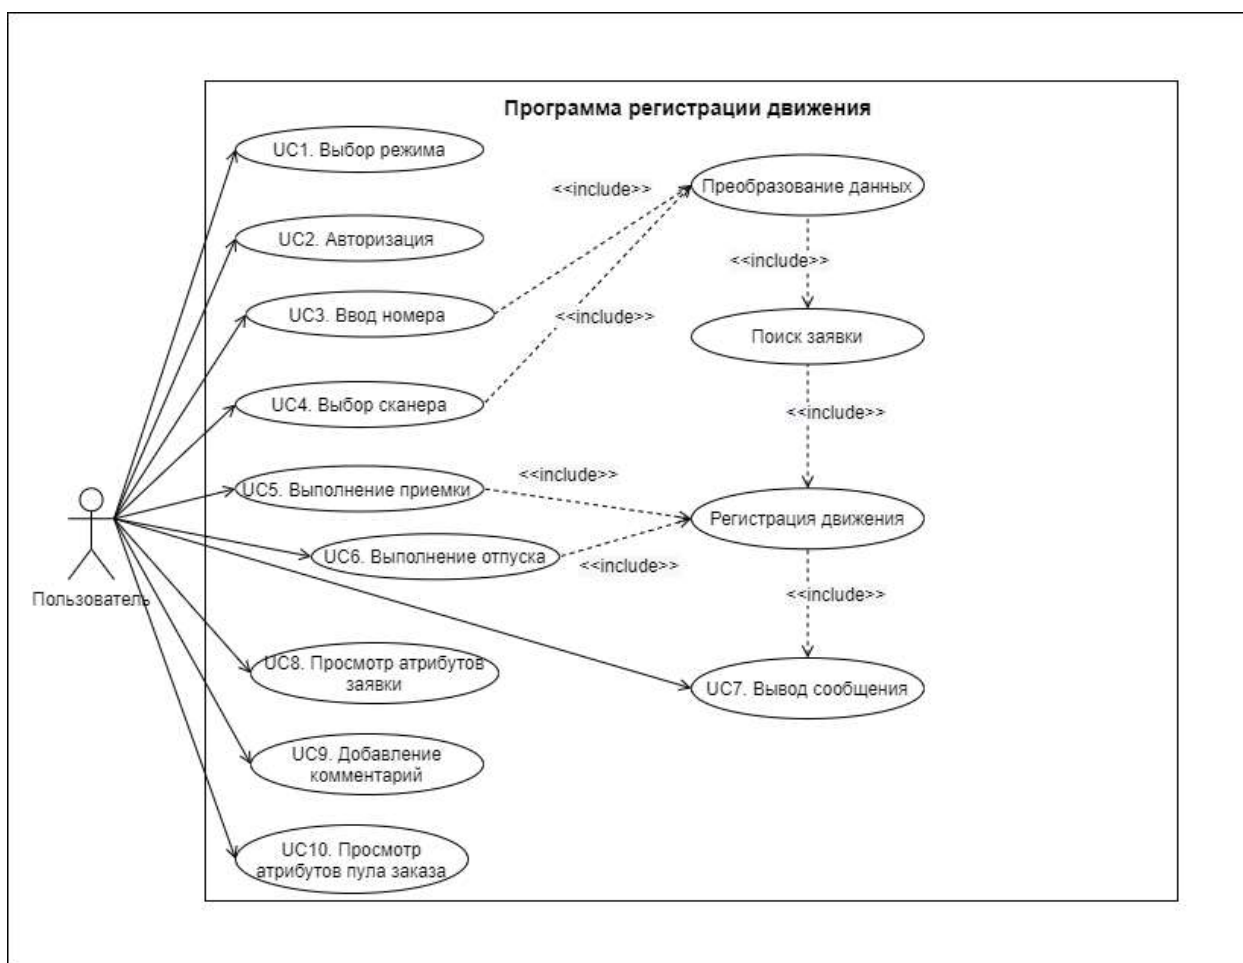 Программа регистрации движения
UC1. Выбор режима
Преобразование данных
<<include>>
UC2. Авторизация
<<include>>
UC3. Ввод номера
<<include>>
Поиск заявки
UC4. Выбор сканера
<<include>>
UC5. Выполнение приемки
<<include>>
Регистрация движения
UC6. Выполнение отпуска
<<include>>
Пользователь
<<include>>
UC8. Просмотр атрибутов
заявки
UC7. Вывод сообщения
UC9. Добавление
комментарий
UC10. Просмотр
атрибутов пула заказа